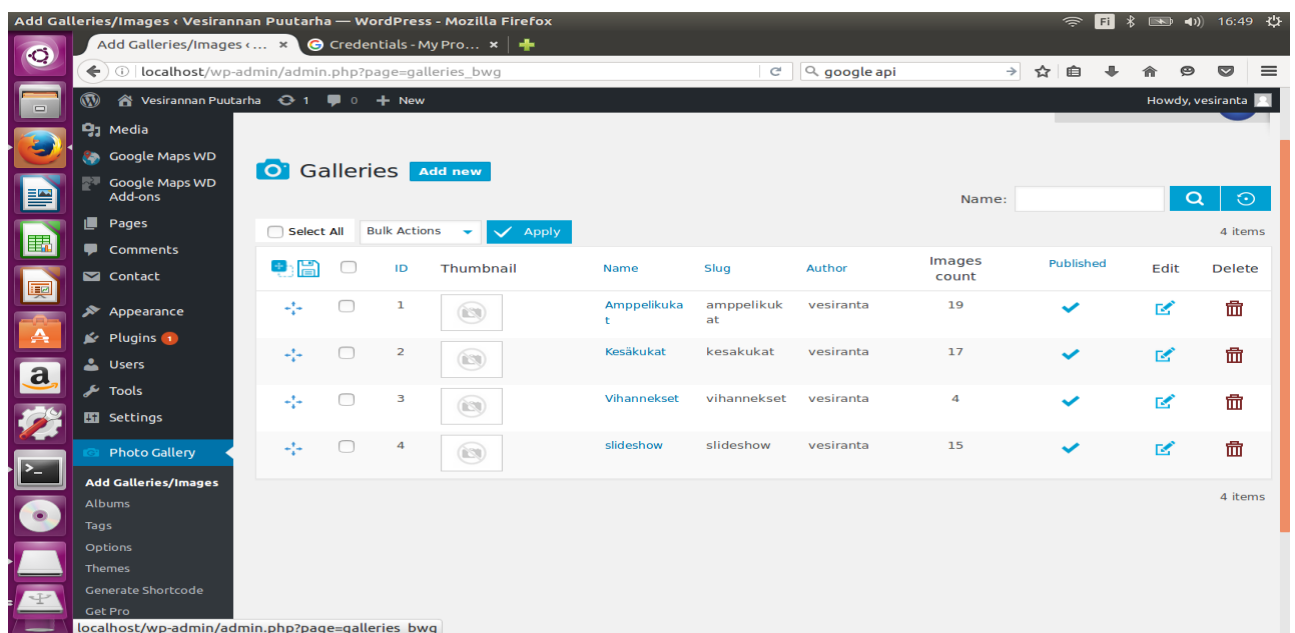 Add Galleries/Images ‹ Vesirannan Puutarha — WordPress - Mozilla Firefox
Fi
16:49
Add Galleries/Images ‹... ×
Credentials - My Pro... ×
localhost/wp-admin/admin.php?page=galleries_bwg
google api
Vesirannan Puutarha 1 0 + New
Howdy, vesiranta
Media
Google Maps WD
Google Maps WD
Add-ons
Pages
Comments
Contact
Appearance
Plugins 1
Users
Tools
Settings
Photo Gallery
Add Galleries/Images
Albums
Tags
Options
Themes
Generate Shortcode
Get Pro
Galleries Add new
Name:
Select All Bulk Actions Apply
4 items
ID Thumbnail Name Slug Author Images count Published Edit Delete
1 Amppelikuka amppelikuk vesiranta 19
t at
2 Kesäkukat kesakukat vesiranta 17
3 Vihannekset vihannekset vesiranta 4
4 slideshow slideshow vesiranta 15
4 items
localhost/wp-admin/admin.php?page=galleries_bwg